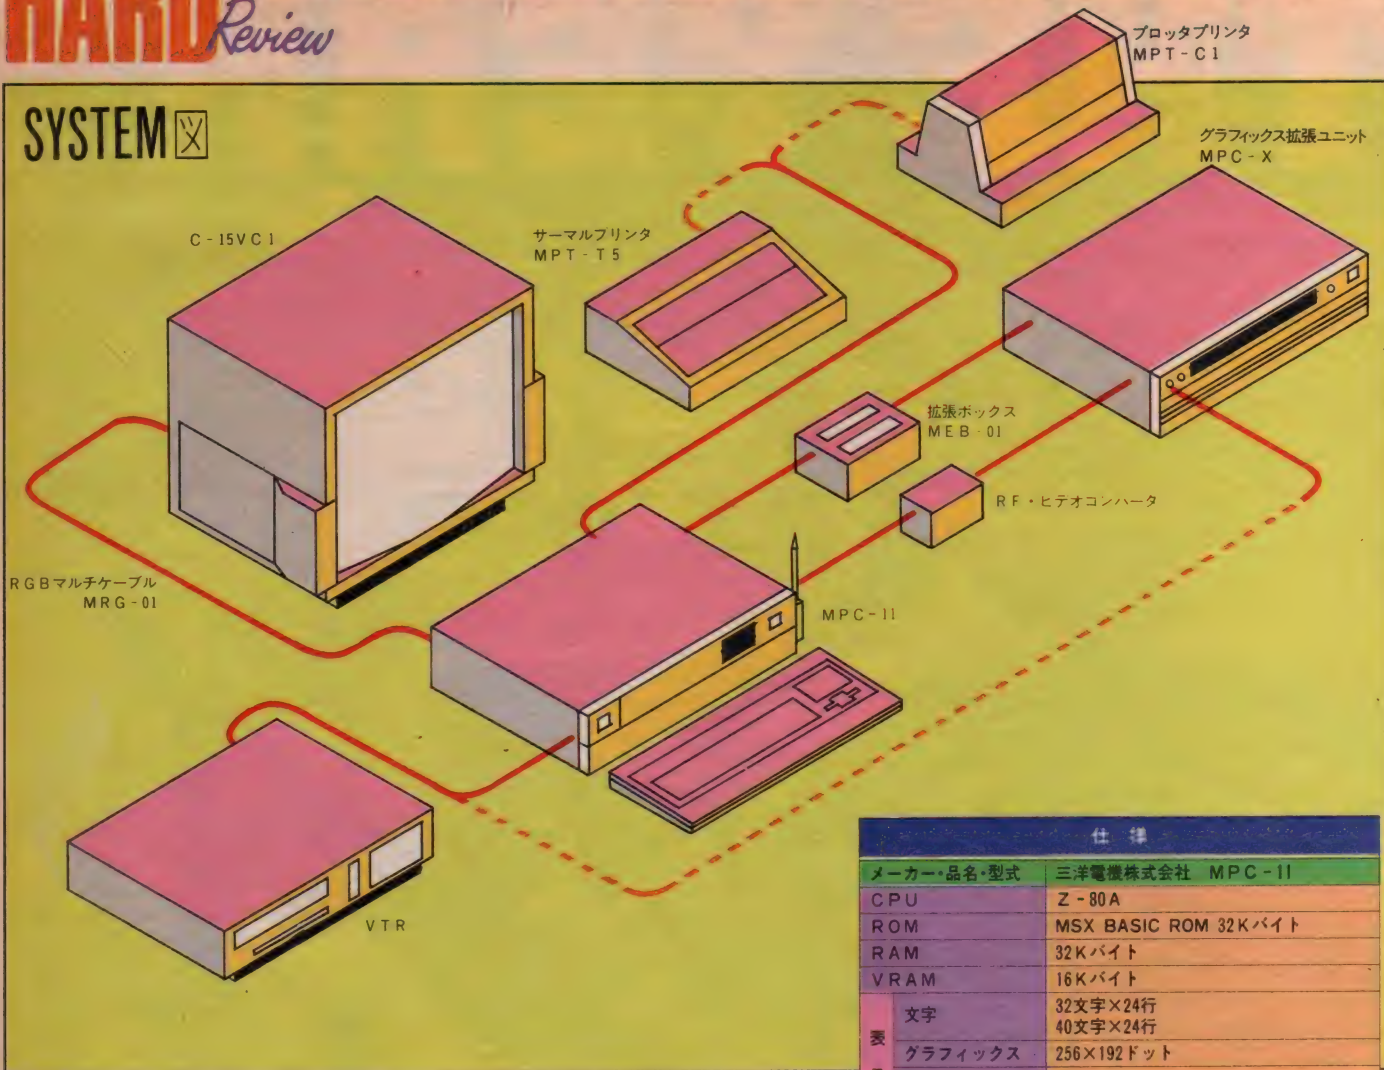 HARD Review
プロッタプリンタ
MPT-C1
SYSTEM図
グラフィックス拡張ユニット
MPC-X
C-15VC1
サーマルプリンタ
MPT-T5
拡張ボックス
MEB-01
RF・ビデオコンバータ
RGBマルチケーブル
MRG-01
MPC-11
VTR
仕様
メーカー・品名・型式 三洋電機株式会社 MPC-11
CPU Z-80A
ROM MSX BASIC ROM 32Kバイト
RAM 32Kバイト
VRAM 16Kバイト
表
文字 32文字×24行
40文字×24行
グラフィックス 256×192ドット